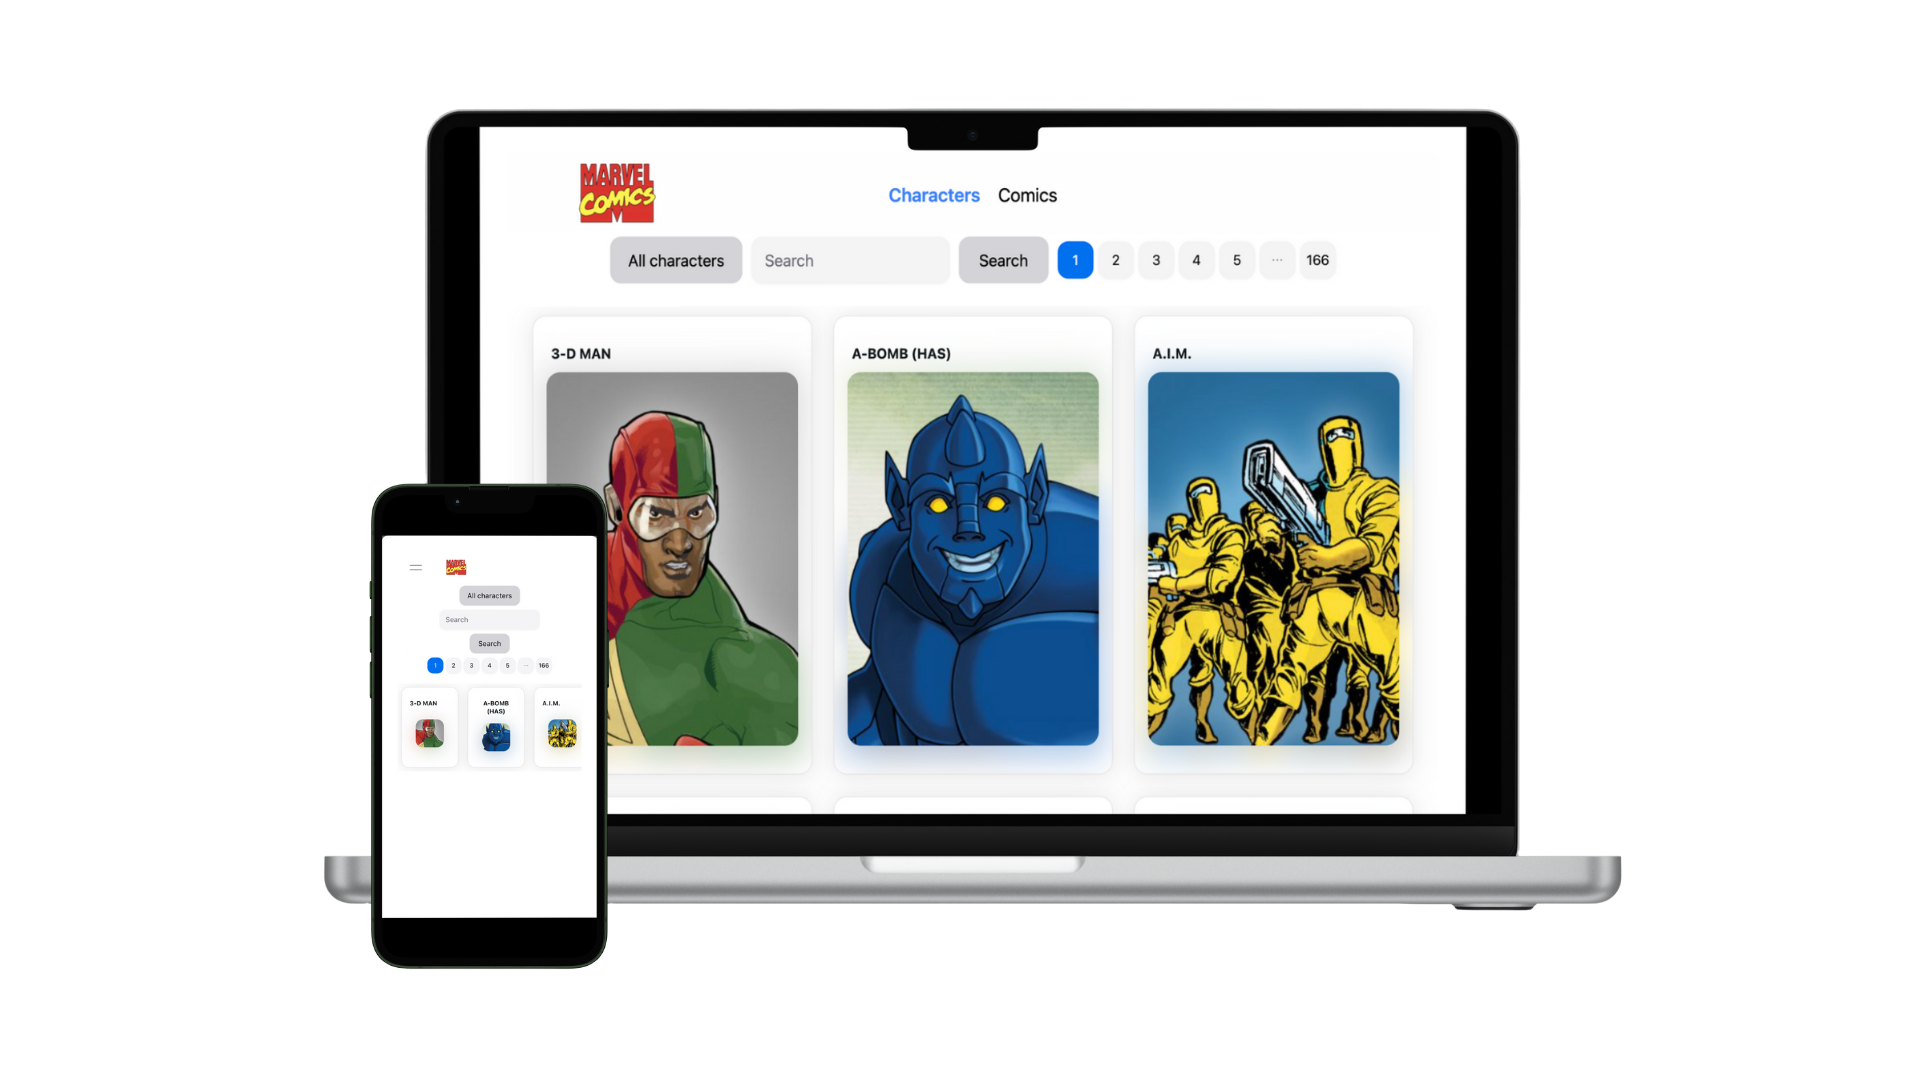 MARVEL
COMICS
Characters Comics
All characters Search Search 1 2 3 4 5 ... 166
3-D MAN A-BOMB (HAS) A.I.M.
MARVEL
COMICS
All characters
Search
Search
1 2 3 4 5 ... 166
3-D MAN A-BOMB A.I.M.
(HAS)